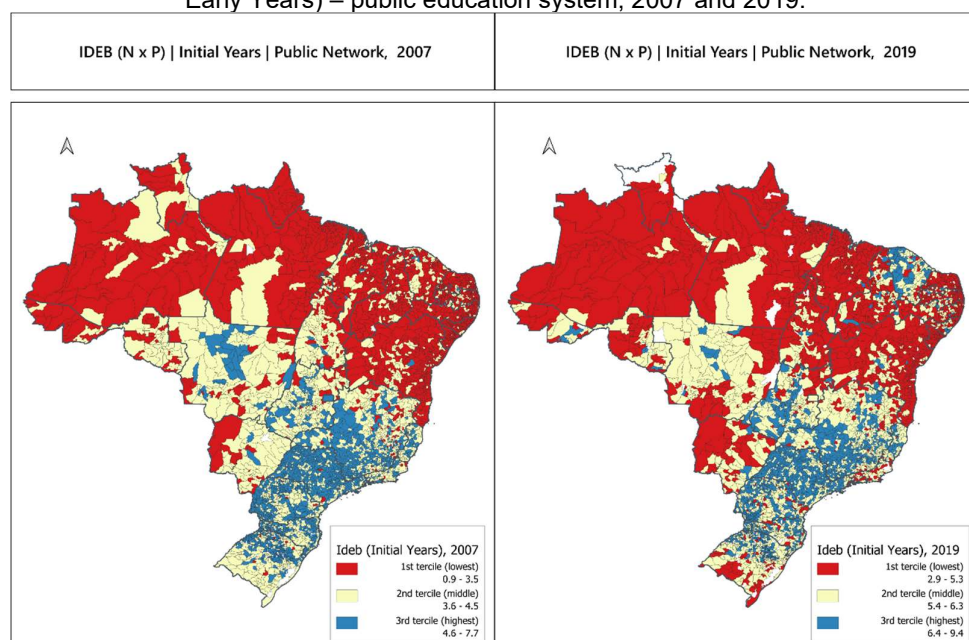 Early Years) – public education system, 2007 and 2019.
IDEB (N x P) | Initial Years | Public Network, 2007
IDEB (N x P) | Initial Years | Public Network, 2019
Ideb (Initial Years), 2007
1st tercile (lowest)
0.9 - 3.5
2nd tercile (middle)
3.6 - 4.5
3rd tercile (highest)
4.6 - 7.7
Ideb (Initial Years), 2019
1st tercile (lowest)
2.9 - 5.3
2nd tercile (middle)
5.4 - 6.3
3rd tercile (highest)
6.4 - 9.4